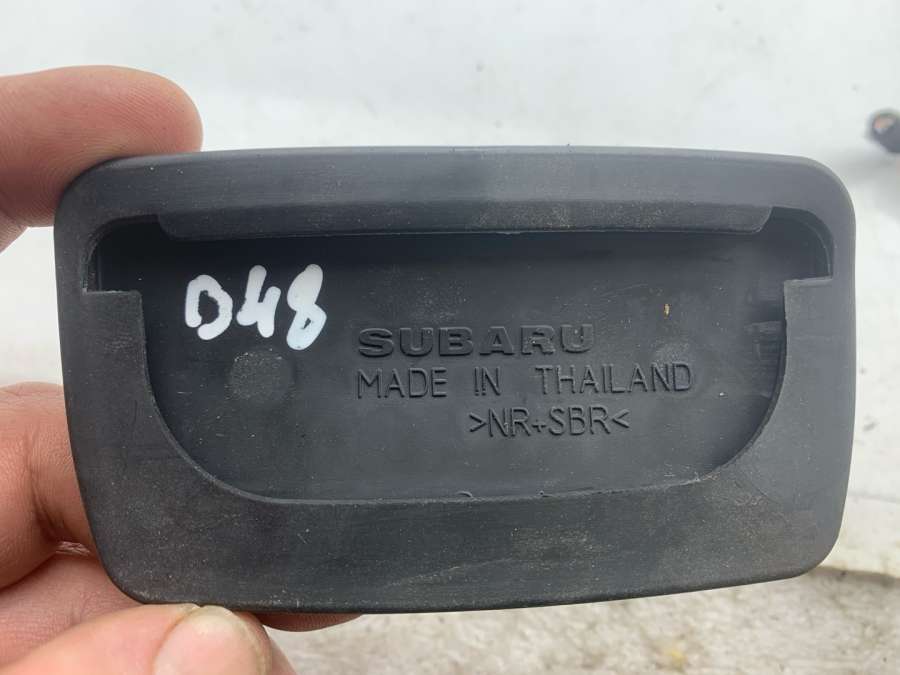 D48
SUBARU
MADE IN THAILAND
>NR+SBR<